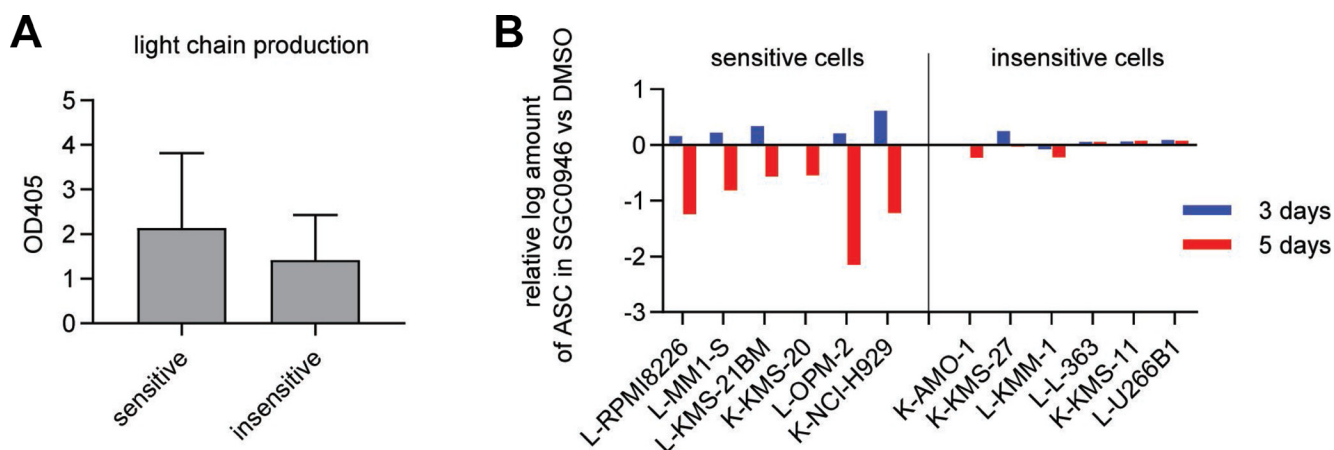 A
light chain production
OD405
5
4
3
2
1
0
sensitive
insensitive
B
sensitive cells
insensitive cells
relative log amount
of ASC in SGC0946 vs DMSO
1
0
-1
-2
-3
L-RPMI8226
L-MM1-S
L-KMS-21BM
K-KMS-20
L-OPM-2
K-NCI-H929
K-AMO-1
K-KMS-27
L-KMM-1
L-L-363
K-KMS-11
L-U266B1
3 days
5 days